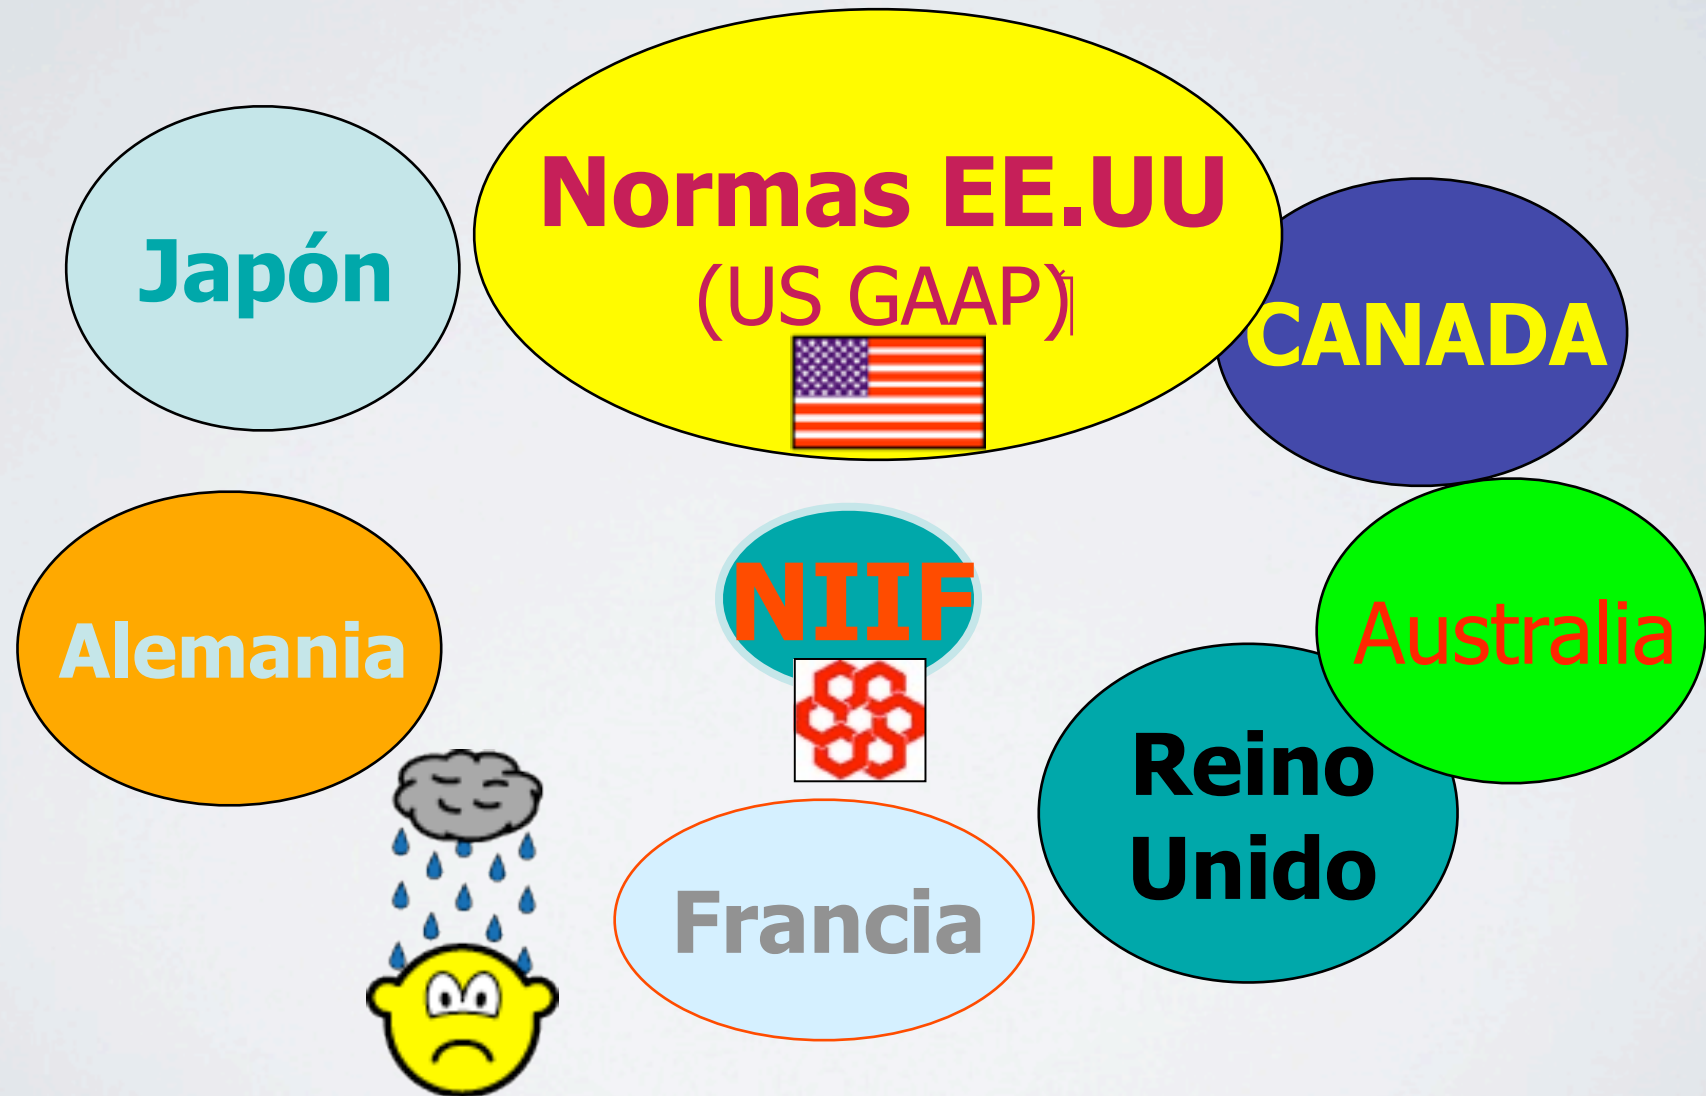 Normas EE.UU
(US GAAP)
Japón
CANADA
Alemania
NIIF
Australia
Reino
Unido
Francia